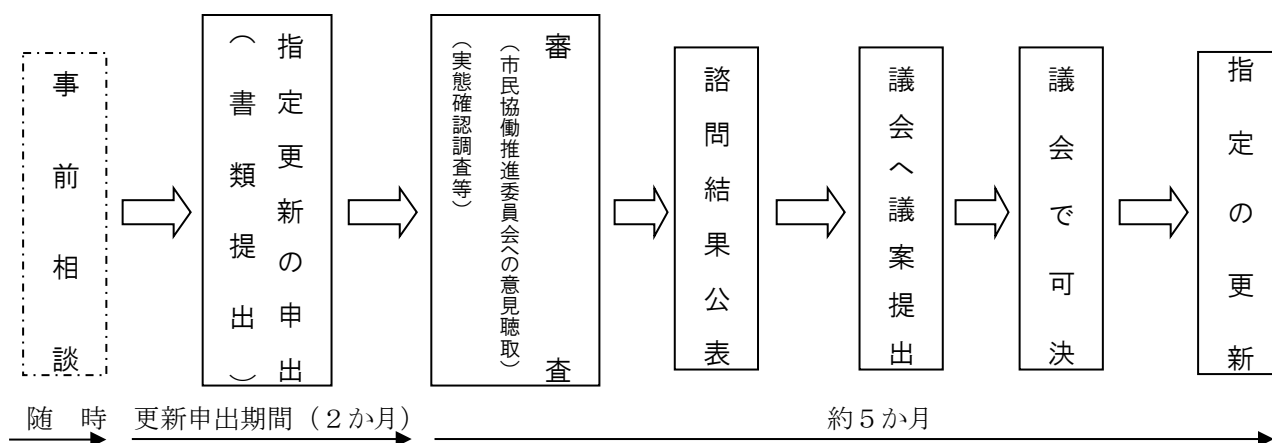 事前相談
指定更新の申出
（書類提出）
審査
（市民協働推進委員会への意見聴取）
（実態確認調査等）
諮問結果公表
議会へ議案提出
議会で可決
指定の更新
随　時
更新申出期間（２か月）
約５か月